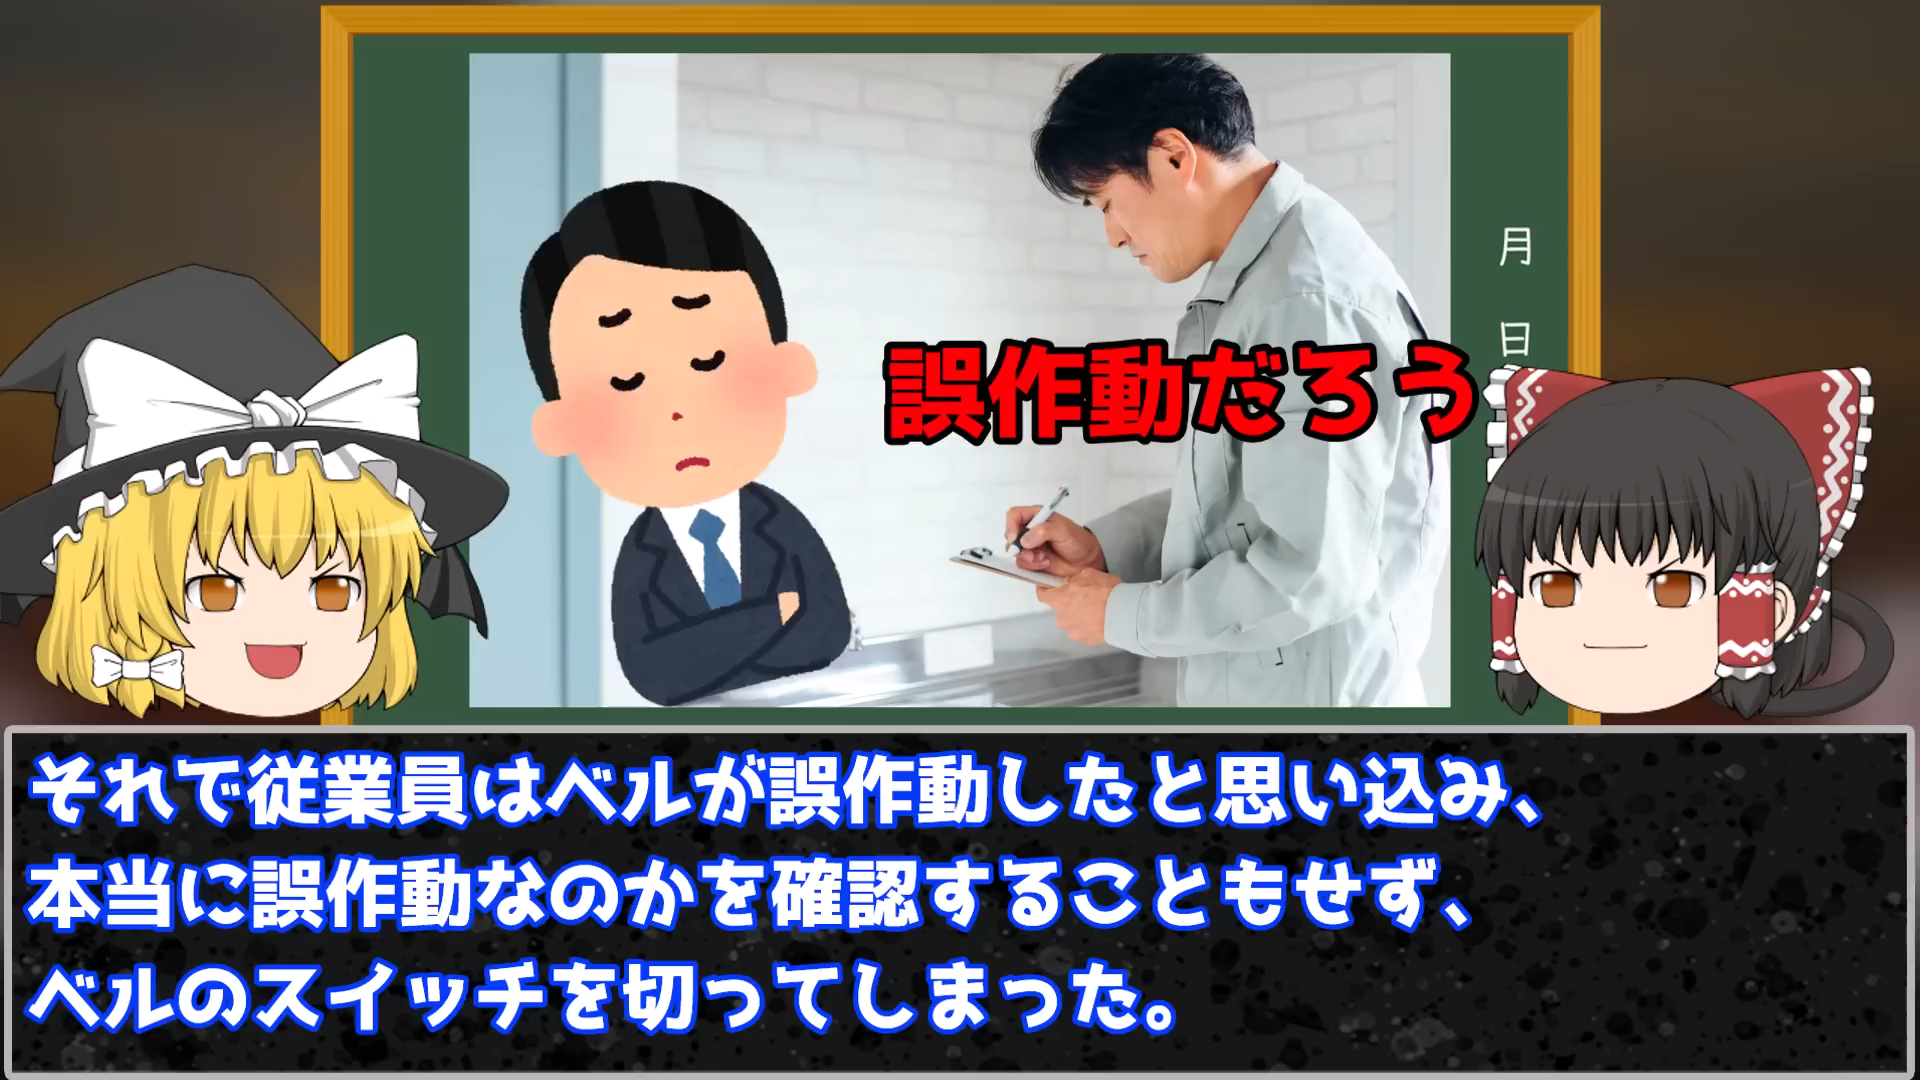 月
日
誤作動だろう
それで従業員はベルが誤作動したと思い込み、
本当に誤作動なのかを確認することもせず、
ベルのスイッチを切ってしまった。